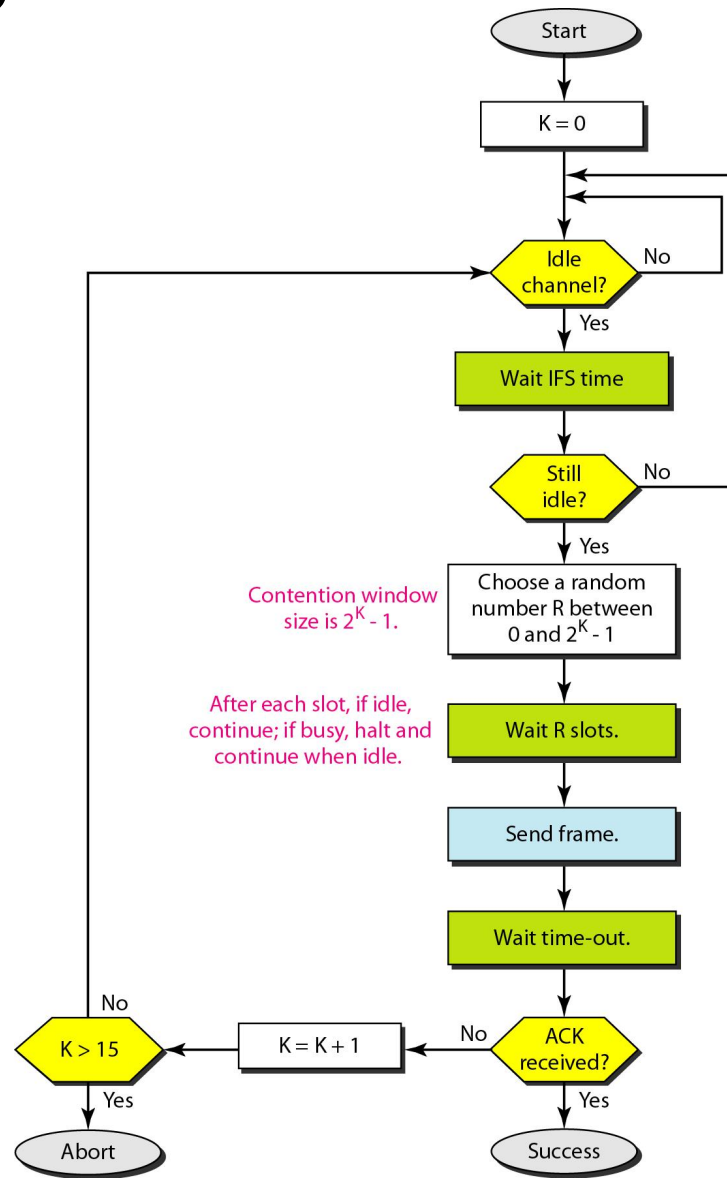 Start
K = 0
Idle
channel?
No
Yes
Wait IFS time
Still
idle?
No
Yes
Contention window
size is 2^K - 1.
Choose a random
number R between
0 and 2^K - 1
After each slot, if idle,
continue; if busy, halt and
continue when idle.
Wait R slots.
Send frame.
Wait time-out.
ACK
received?
No
K = K + 1
K > 15
No
Yes
Abort
Yes
Success